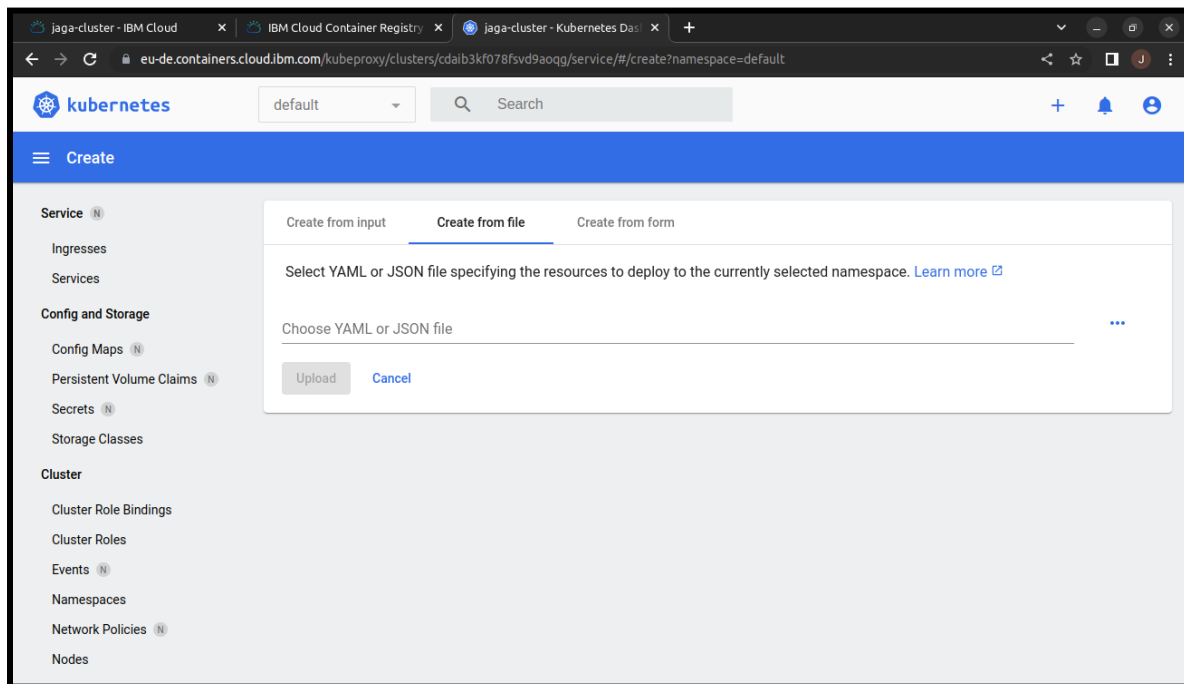 jaga-cluster - IBM Cloud
IBM Cloud Container Registry
jaga-cluster - Kubernetes Das
eu-de.containers.cloud.ibm.com/kubeproxy/clusters/cdaib3kf078fsvd9aoqg/service/#/create?namespace=default
J
kubernetes
default
Search
Create
Service N
Ingresses
Services
Config and Storage
Config Maps N
Persistent Volume Claims N
Secrets N
Storage Classes
Cluster
Cluster Role Bindings
Cluster Roles
Events N
Namespaces
Network Policies N
Nodes
Create from input
Create from file
Create from form
Select YAML or JSON file specifying the resources to deploy to the currently selected namespace. Learn more
Choose YAML or JSON file
Upload
Cancel